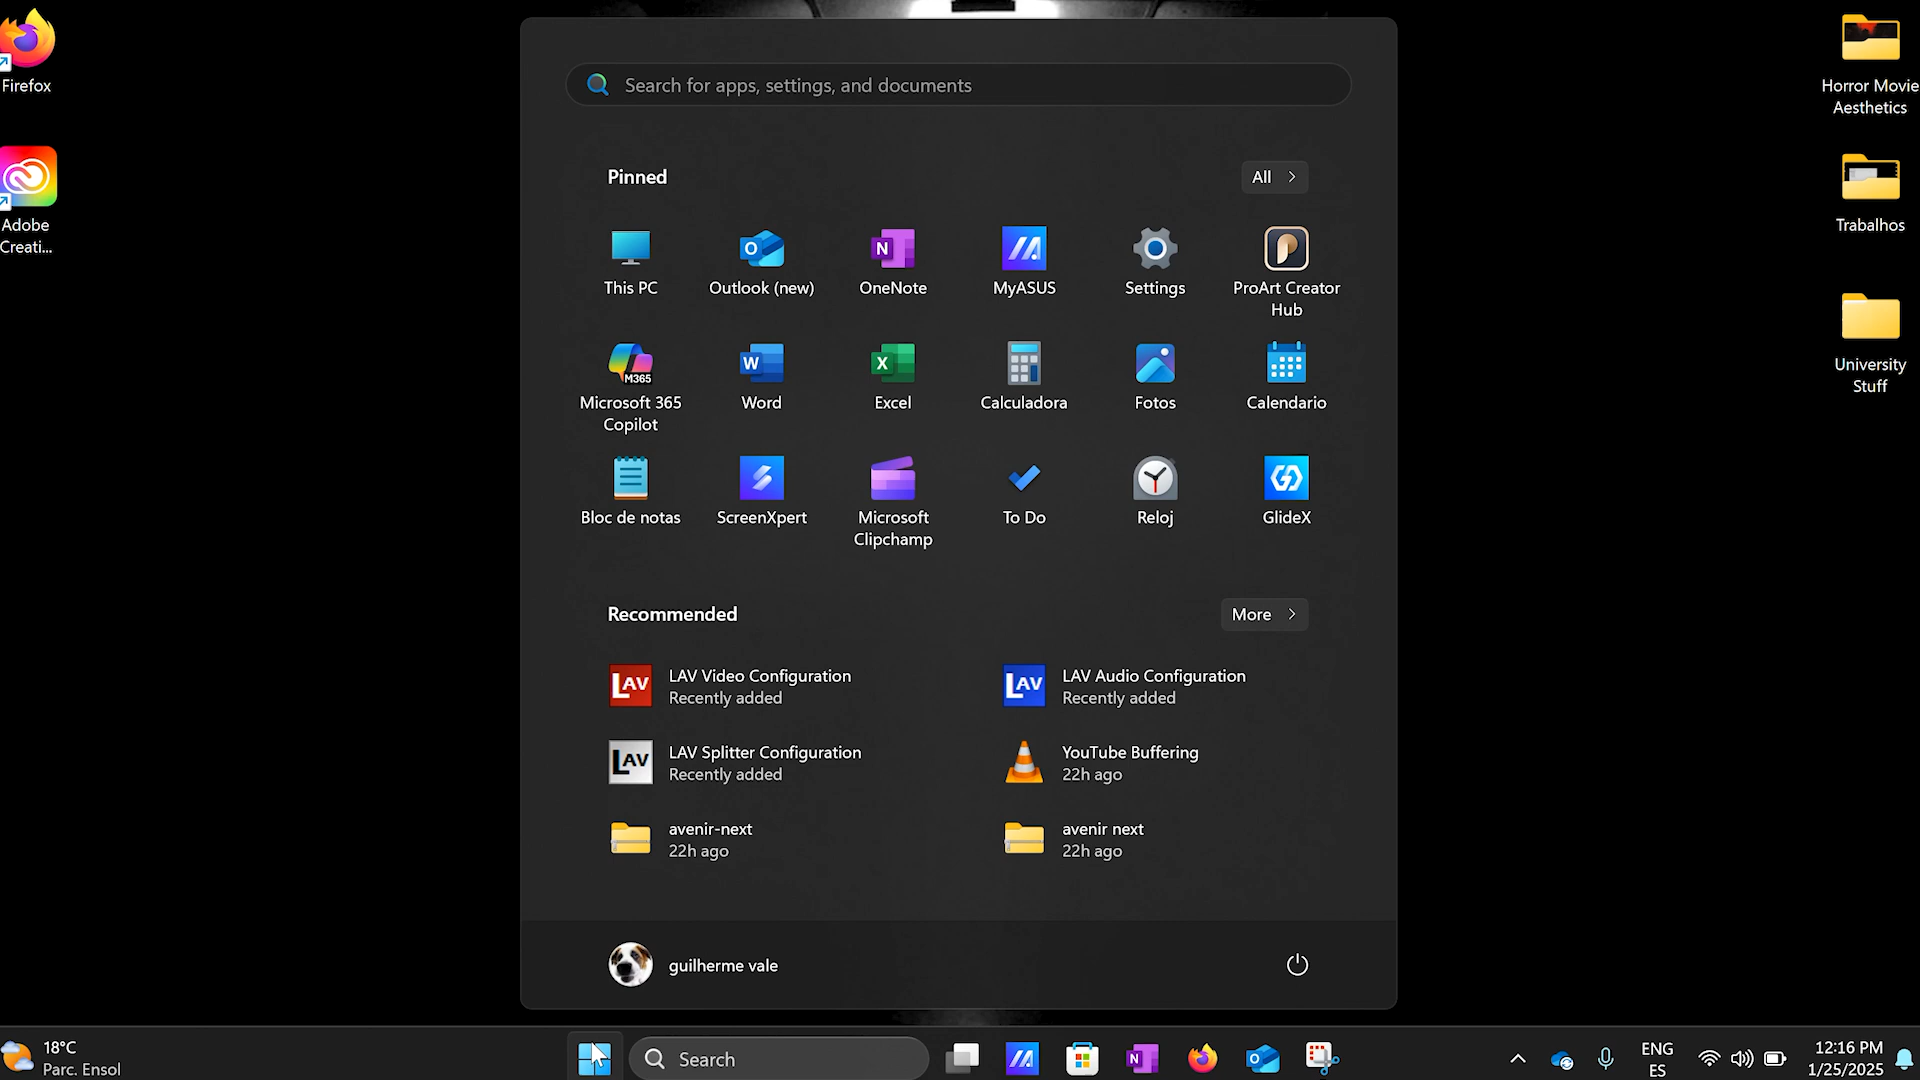 Firefox
Adobe
Creati...
Search for apps, settings, and documents
Pinned
All
This PC
Outlook (new)
OneNote
MyASUS
Settings
ProArt Creator
Hub
M365
Microsoft 365
Copilot
Word
Excel
Calculadora
Fotos
Calendario
Bloc de notas
ScreenXpert
Microsoft
Clipchamp
To Do
Reloj
GlideX
Recommended
More
LAV
LAV Video Configuration
Recently added
LAV
LAV Audio Configuration
Recently added
LAV
LAV Splitter Configuration
Recently added
YouTube Buffering
22h ago
avenir-next
22h ago
avenir next
22h ago
guilherme vale
Horror Movie
Aesthetics
Trabalhos
University
Stuff
18°C
Parc. Ensol
Search
ENG
ES
12:16 PM
1/25/2025